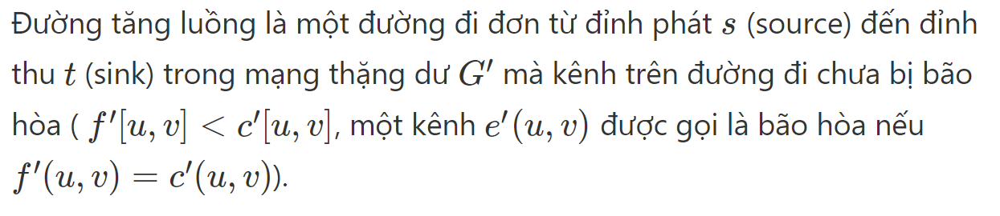 Đường tăng luồng là một đường đi đơn từ đỉnh phát s (source) đến đỉnh
thu t (sink) trong mạng thặng dư G′ mà kênh trên đường đi chưa bị bão
hòa ( f′[u, v] < c′[u, v], một kênh e′(u, v) được gọi là bão hòa nếu
f′(u, v) = c′(u, v)).